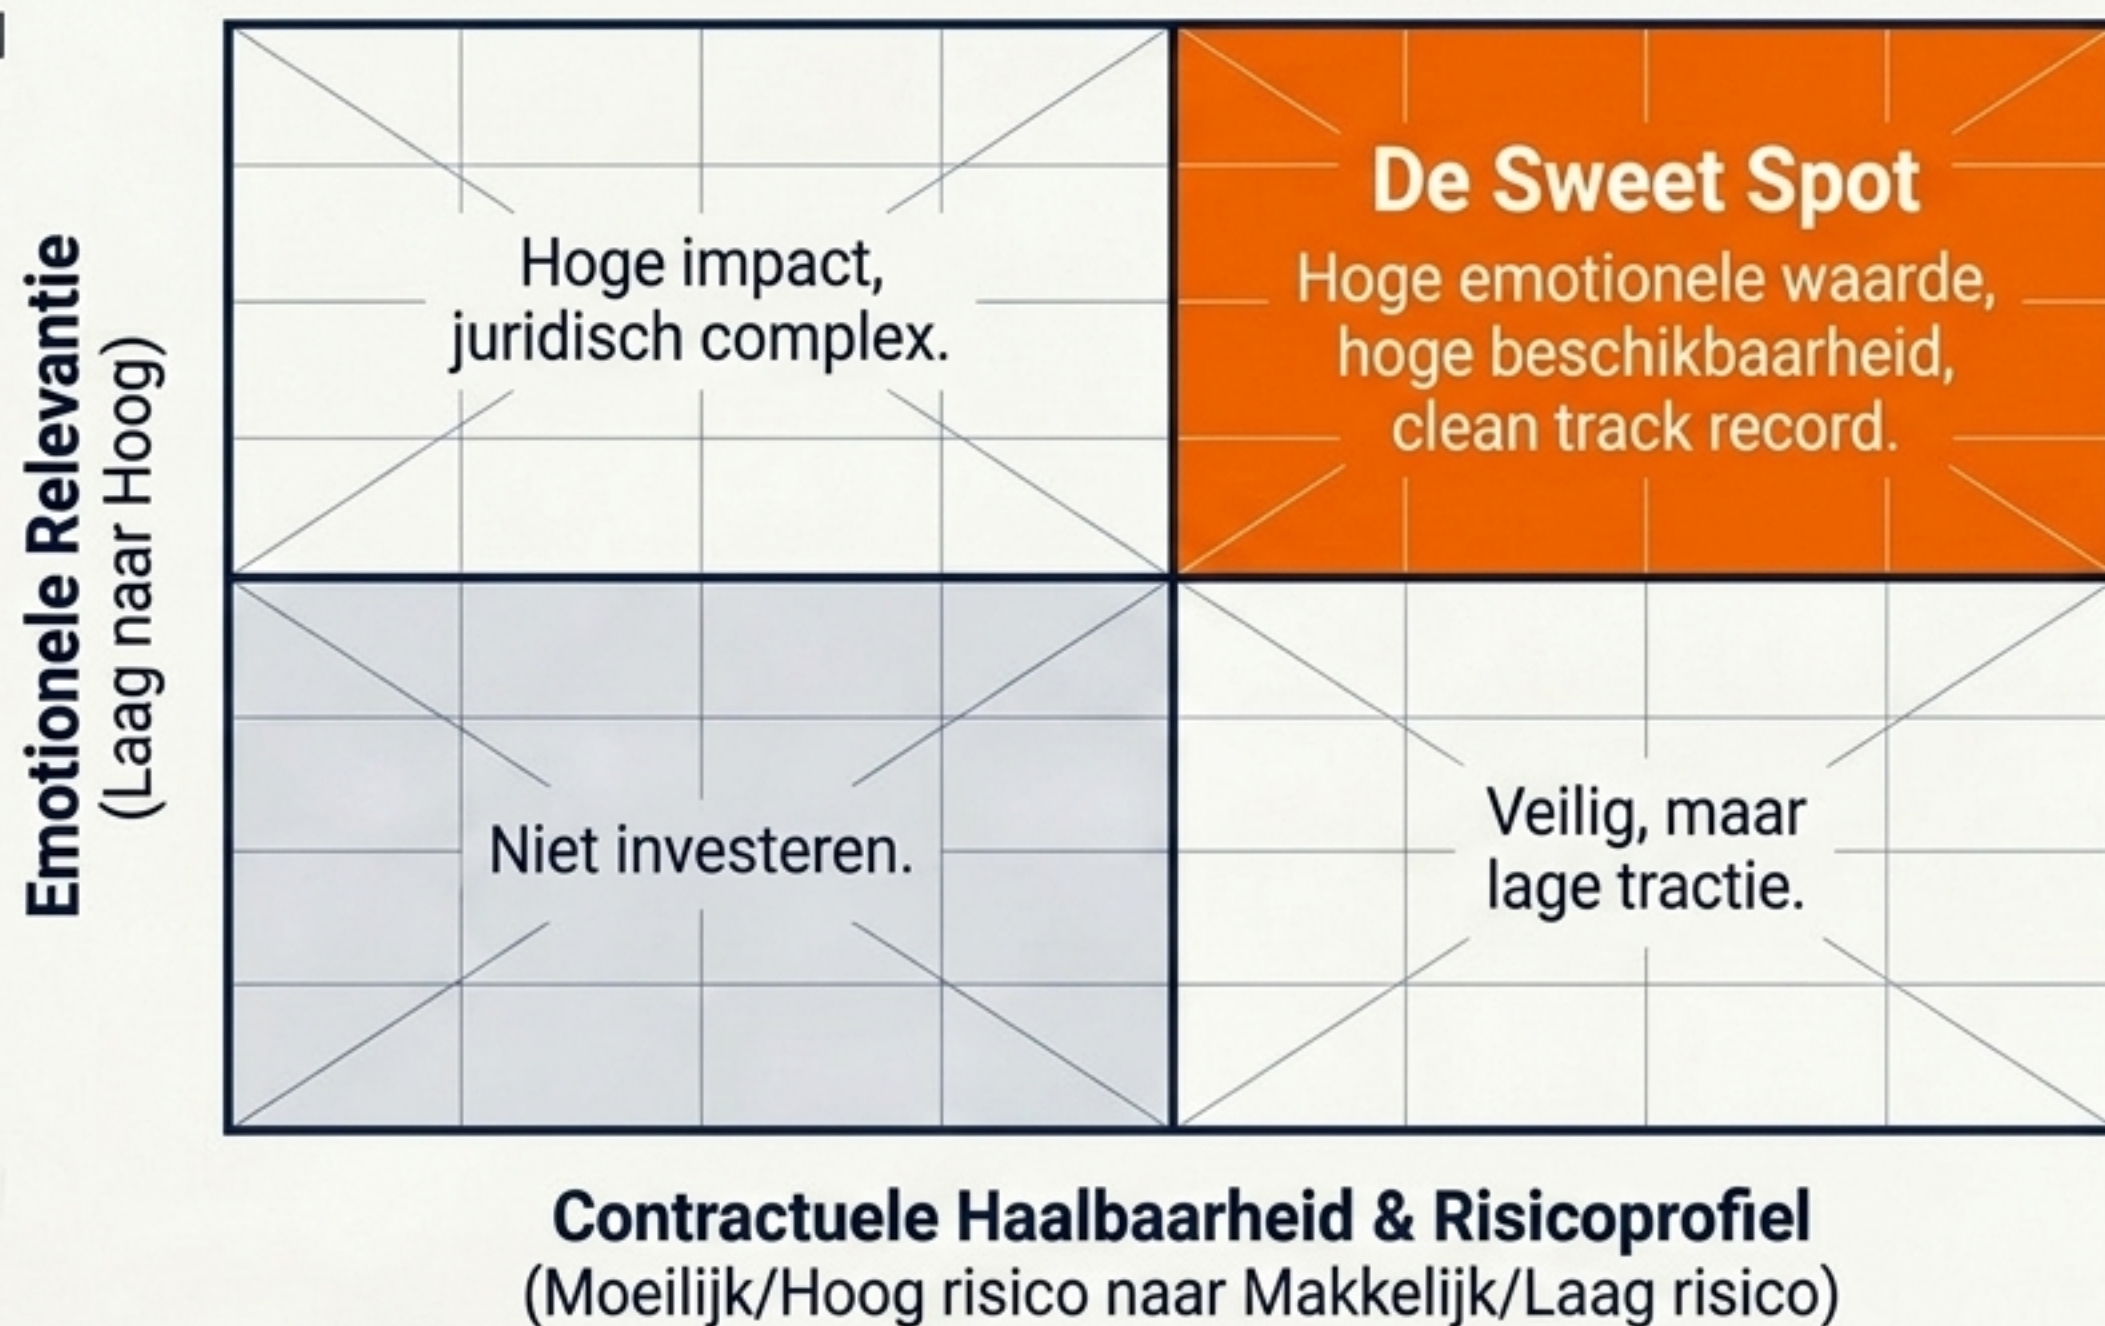 Emotionele Relevantie
(Laag naar Hoog)
Hoge impact,
juridisch complex.
De Sweet Spot
Hoge emotionele waarde,
hoge beschikbaarheid,
clean track record.
Niet investeren.
Veilig, maar
lage tractie.
Contractuele Haalbaarheid & Risicoprofiel
(Moeilijk/Hoog risico naar Makkelijk/Laag risico)